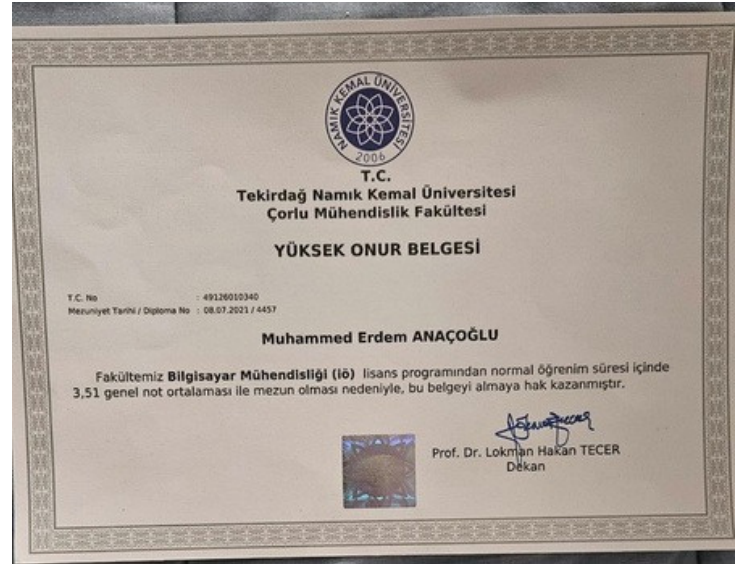 NAMIK KEMAL ÜNİVERSİTESİ
2006
T.C.
Tekirdağ Namık Kemal Üniversitesi
Çorlu Mühendislik Fakültesi
YÜKSEK ONUR BELGESİ
T.C. No : 49126010340
Mezuniyet Tarihi / Diploma No : 08.07.2021 / 4457
Muhammed Erdem ANAÇOĞLU
Fakültemiz Bilgisayar Mühendisliği (iö) lisans programından normal öğrenim süresi içinde
3,51 genel not ortalaması ile mezun olması nedeniyle, bu belgeyi almaya hak kazanmıştır.
Prof. Dr. Lokman Hakan TECER
Dekan